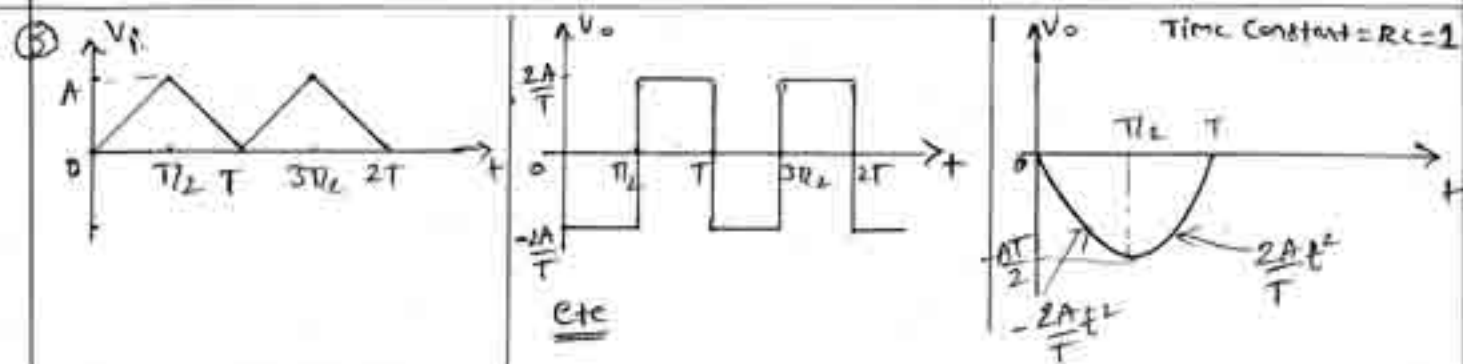 ③
Vi
A
0
T/2 T 3T/2 2T t
Vo
2A/T
0 T/2 T 3T/2 2T t
-2A/T
etc
Vo Time Constant = RC = 1
T/2 T
0
t
-AT/2
2A/T t²
-2A/T t²